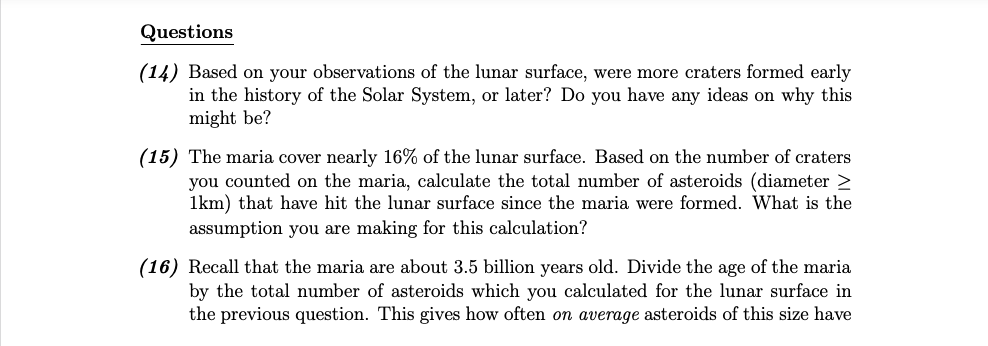 Questions
(14) Based on your observations of the lunar surface, were more craters formed early
in the history of the Solar System, or later? Do you have any ideas on why this
might be?
(15) The maria cover nearly 16% of the lunar surface. Based on the number of craters
you counted on the maria, calculate the total number of asteroids (diameter ≥
1km) that have hit the lunar surface since the maria were formed. What is the
assumption you are making for this calculation?
(16) Recall that the maria are about 3.5 billion years old. Divide the age of the maria
by the total number of asteroids which you calculated for the lunar surface in
the previous question. This gives how often on average asteroids of this size have